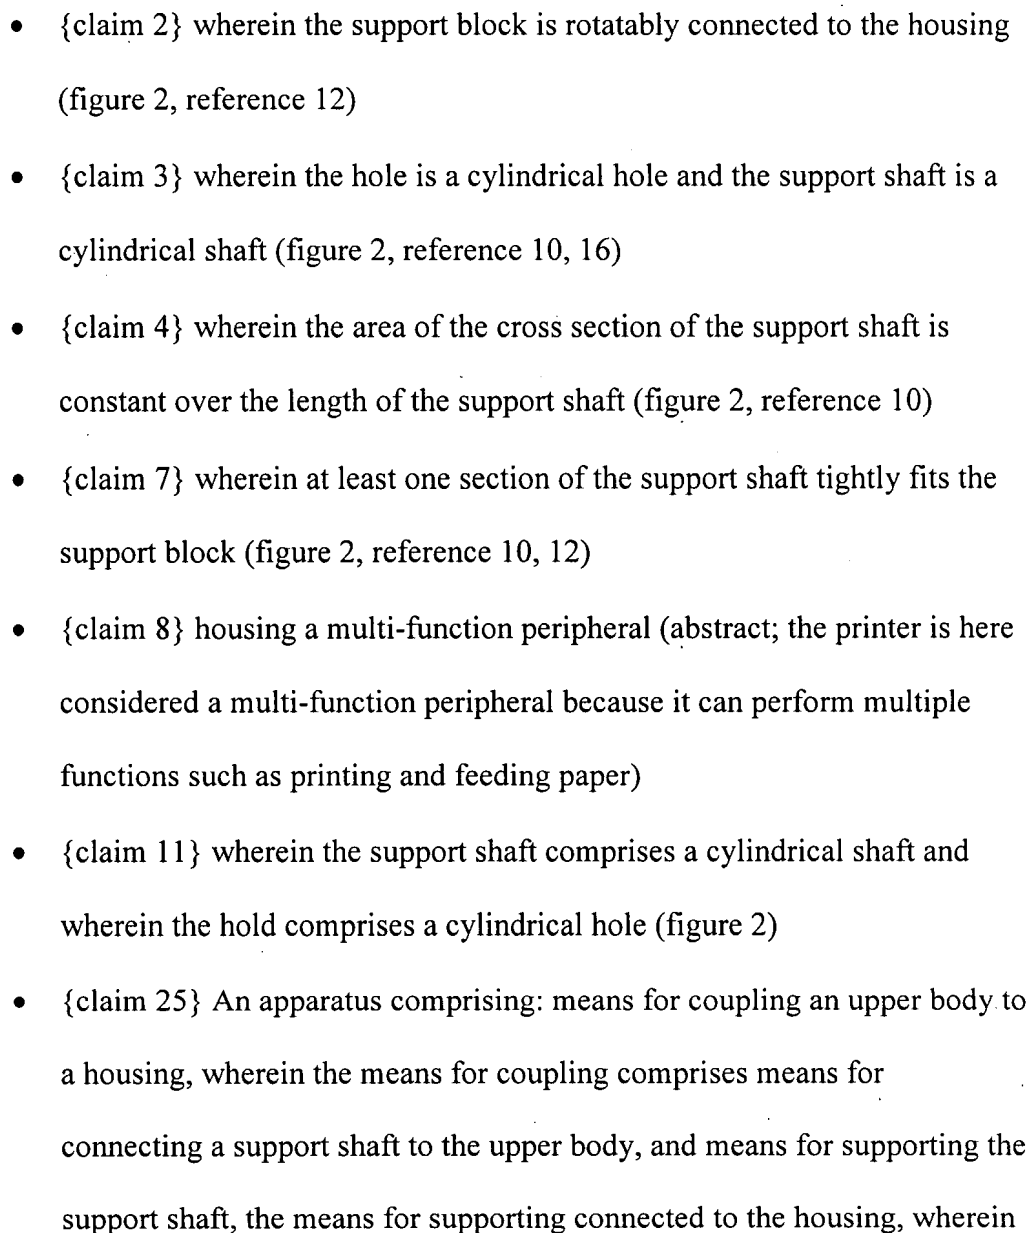 • {claim 2} wherein the support block is rotatably connected to the housing
(figure 2, reference 12)
• {claim 3} wherein the hole is a cylindrical hole and the support shaft is a
cylindrical shaft (figure 2, reference 10, 16)
• {claim 4} wherein the area of the cross section of the support shaft is
constant over the length of the support shaft (figure 2, reference 10)
• {claim 7} wherein at least one section of the support shaft tightly fits the
support block (figure 2, reference 10, 12)
• {claim 8} housing a multi-function peripheral (abstract; the printer is here
considered a multi-function peripheral because it can perform multiple
functions such as printing and feeding paper)
• {claim 11} wherein the support shaft comprises a cylindrical shaft and
wherein the hold comprises a cylindrical hole (figure 2)
• {claim 25} An apparatus comprising: means for coupling an upper body to
a housing, wherein the means for coupling comprises means for
connecting a support shaft to the upper body, and means for supporting the
support shaft, the means for supporting connected to the housing, wherein